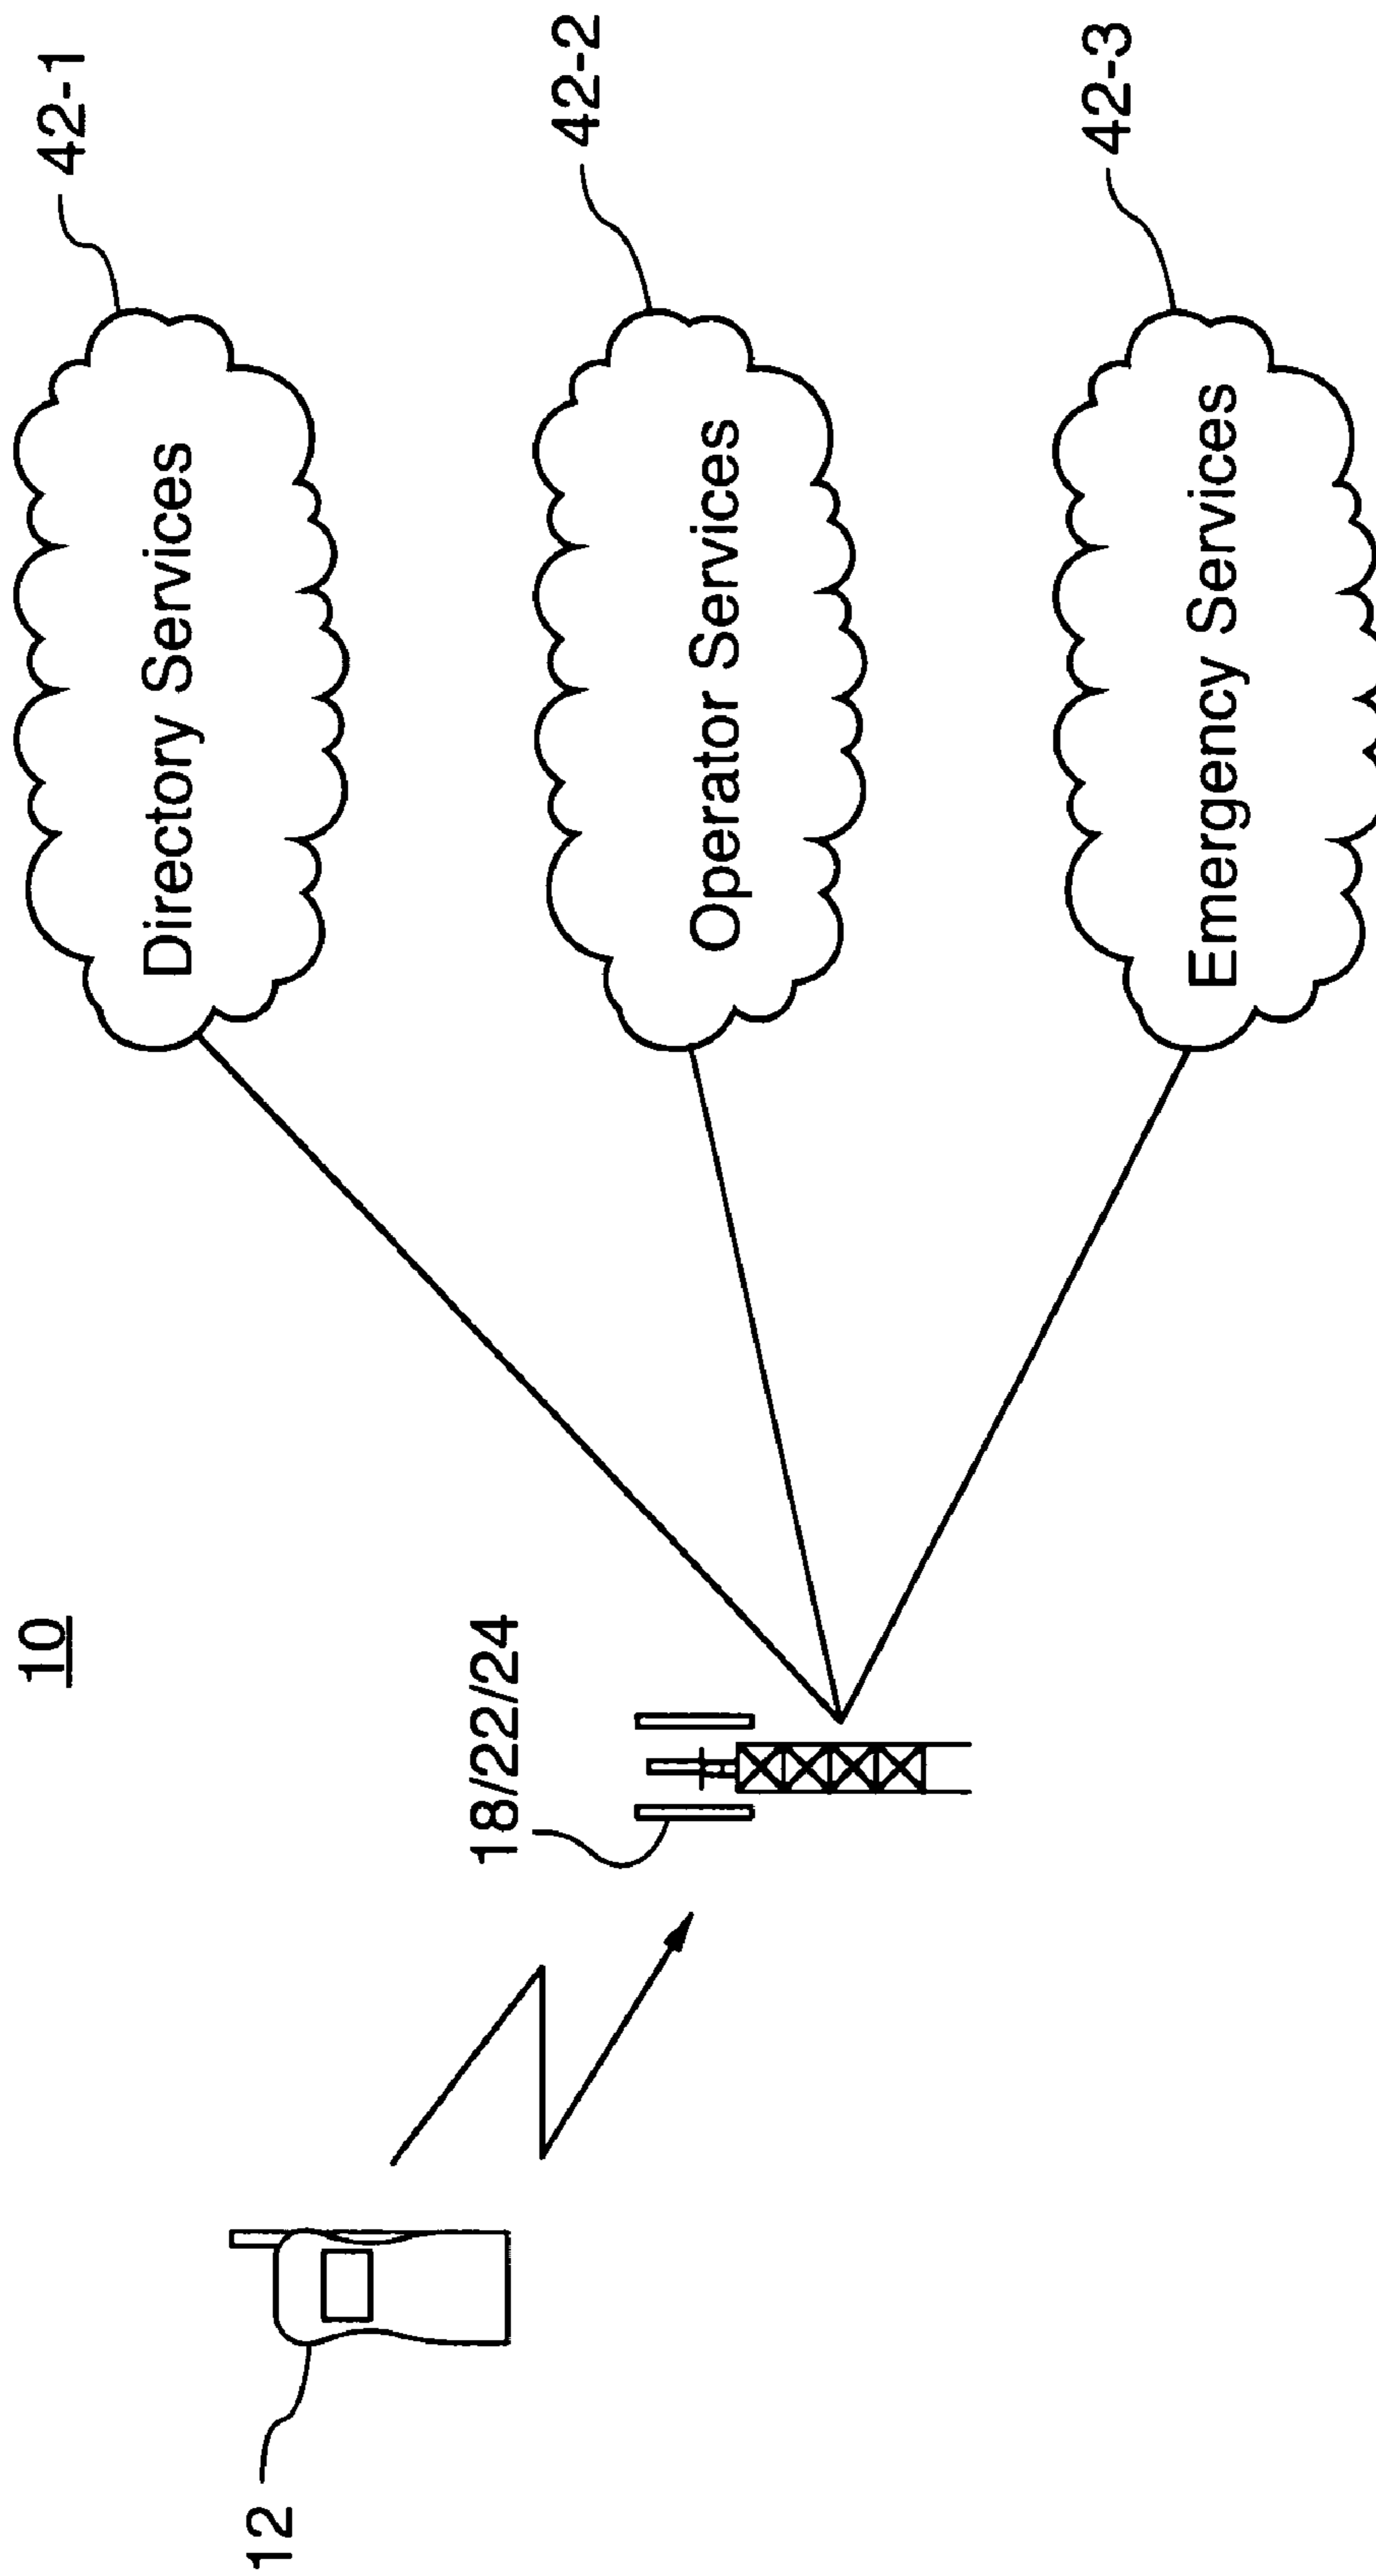 10
42-1
Directory Services
18/22/24
42-2
Operator Services
12
42-3
Emergency Services